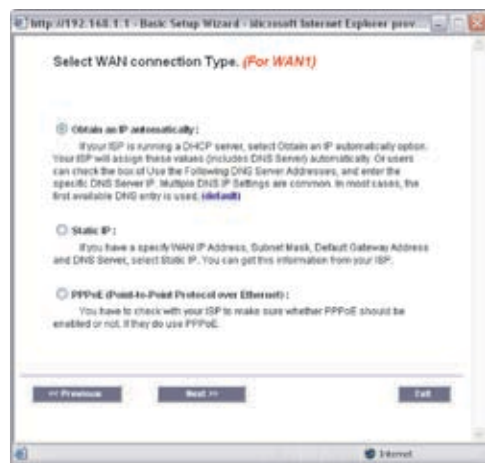 http://192.168.1.1 - Basic Setup Wizard - Microsoft Internet Explorer prov...
Select WAN connection Type. (For WAN1)
Obtain an IP automatically :
If your ISP is running a DHCP server, select Obtain an IP automatically option.
Your ISP will assign these values (includes DNS Server) automatically. Or users
can check the box of Use the Following DNS Server Addresses, and enter the
specific DNS Server IP. Multiple DNS IP Settings are common. In most cases, the
first available DNS entry is used. (default)
Static IP :
If you have a specify WAN IP Address, Subnet Mask, Default Gateway Address
and DNS Server, select Static IP. You can get this information from your ISP.
PPPoE (Point-to-Point Protocol over Ethernet) :
You have to check with your ISP to make sure whether PPPoE should be
enabled or not. If they do use PPPoE.
<< Previous Next >> Exit
Internet